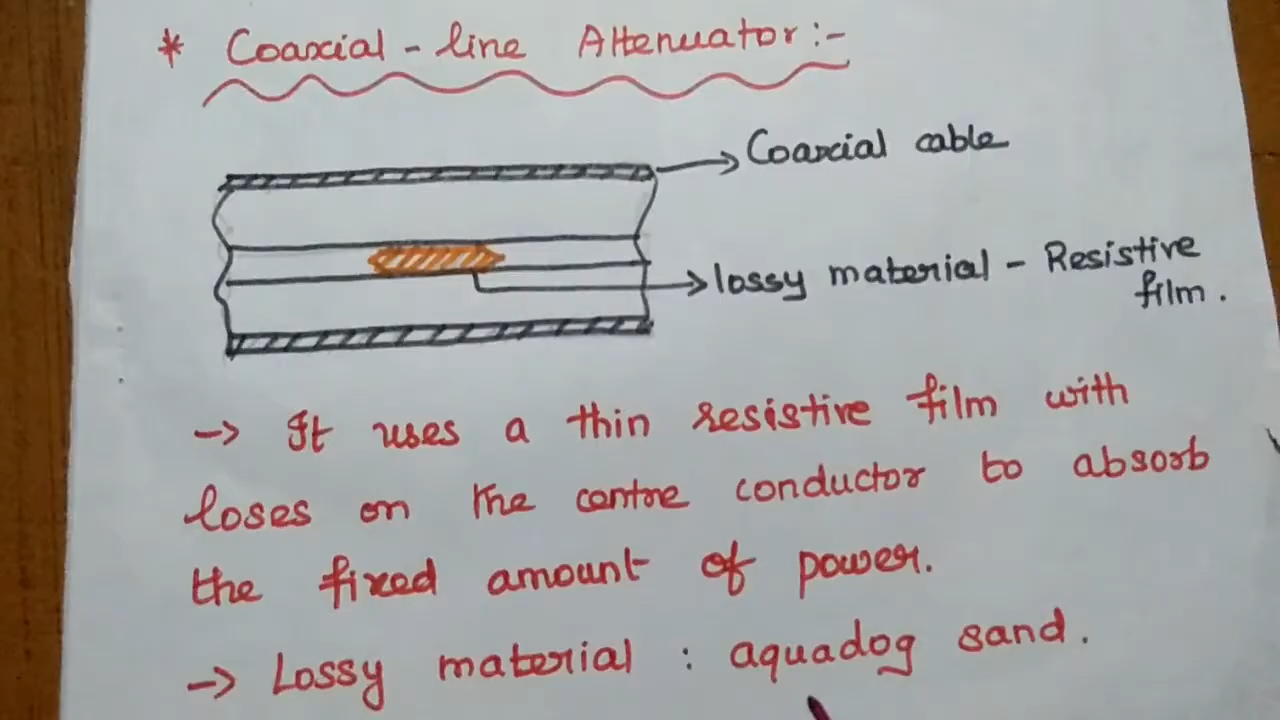 * Coaxial - line Attenuator :-
Coaxial cable
lossy material - Resistive
film.
-> It uses a thin resistive film with
loses on the centre conductor to absorb
the fixed amount of power.
-> Lossy material : aquadog sand.